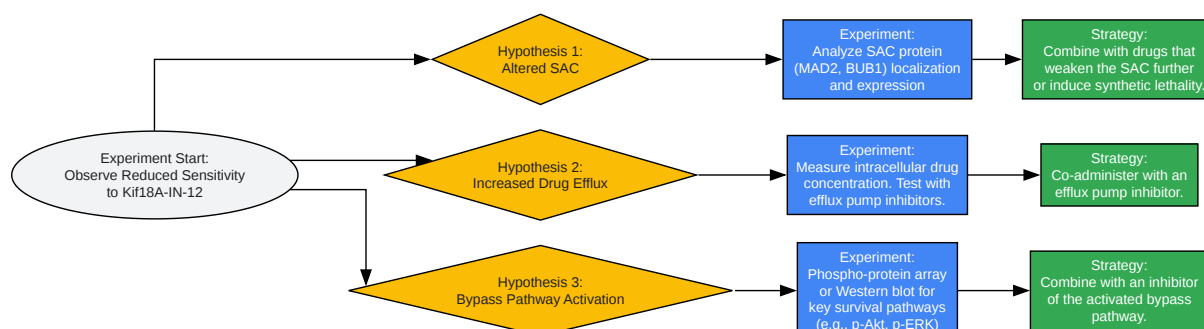 Experiment Start:
Observe Reduced Sensitivity
to Kif18A-IN-12
Hypothesis 1:
Altered SAC
Experiment:
Analyze SAC protein
(MAD2, BUB1) localization
and expression
Strategy:
Combine with drugs that
weaken the SAC further
or induce synthetic lethality.
Hypothesis 2:
Increased Drug Efflux
Experiment:
Measure intracellular drug
concentration. Test with
efflux pump inhibitors.
Strategy:
Co-administer with an
efflux pump inhibitor.
Hypothesis 3:
Bypass Pathway Activation
Experiment:
Phospho-protein array
or Western blot for
key survival pathways
(e.g., p-Akt, p-ERK)
Strategy:
Combine with an inhibitor
of the activated bypass
pathway.